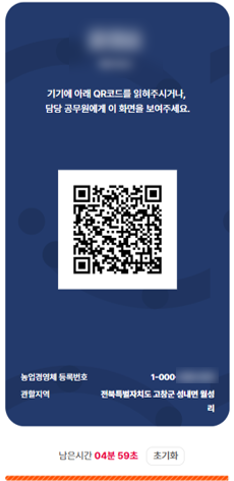 기기에 아래 QR코드를 읽혀주시거나,
담당 공무원에게 이 화면을 보여주세요.
농업경영체 등록번호 1-000-
관할지역 전북특별자치도 고창군 성내면 월성
리
남은시간 04분 59초 초기화